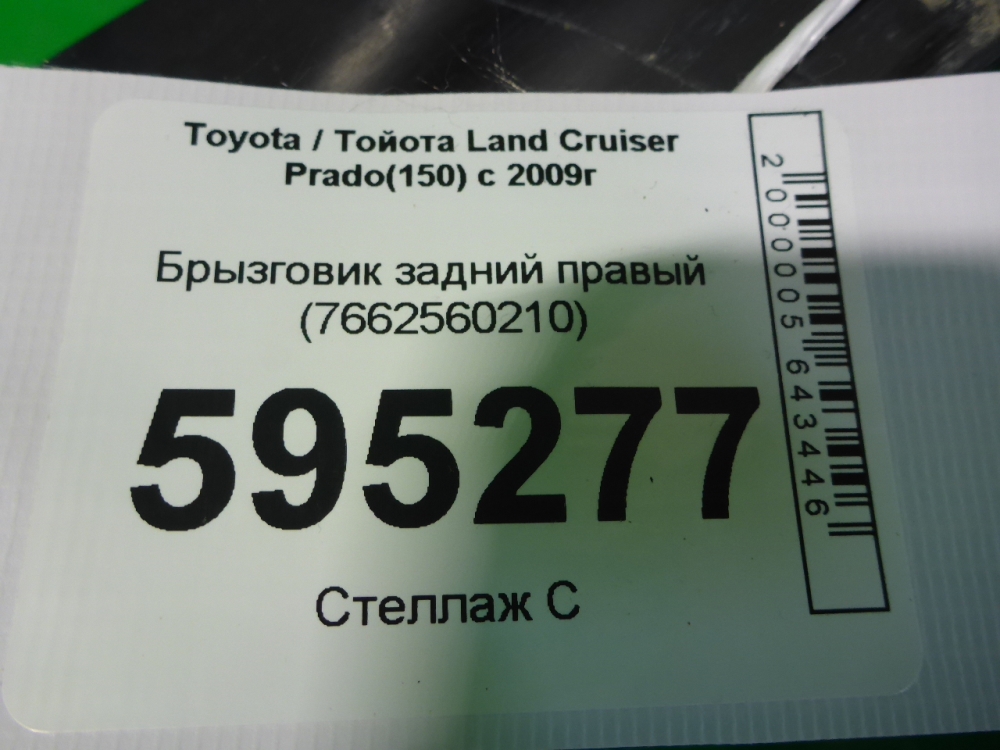 Toyota / Тойота Land Cruiser
Prado(150) с 2009г
Брызговик задний правый
(7662560210)
595277
Стеллаж С
2000005643446